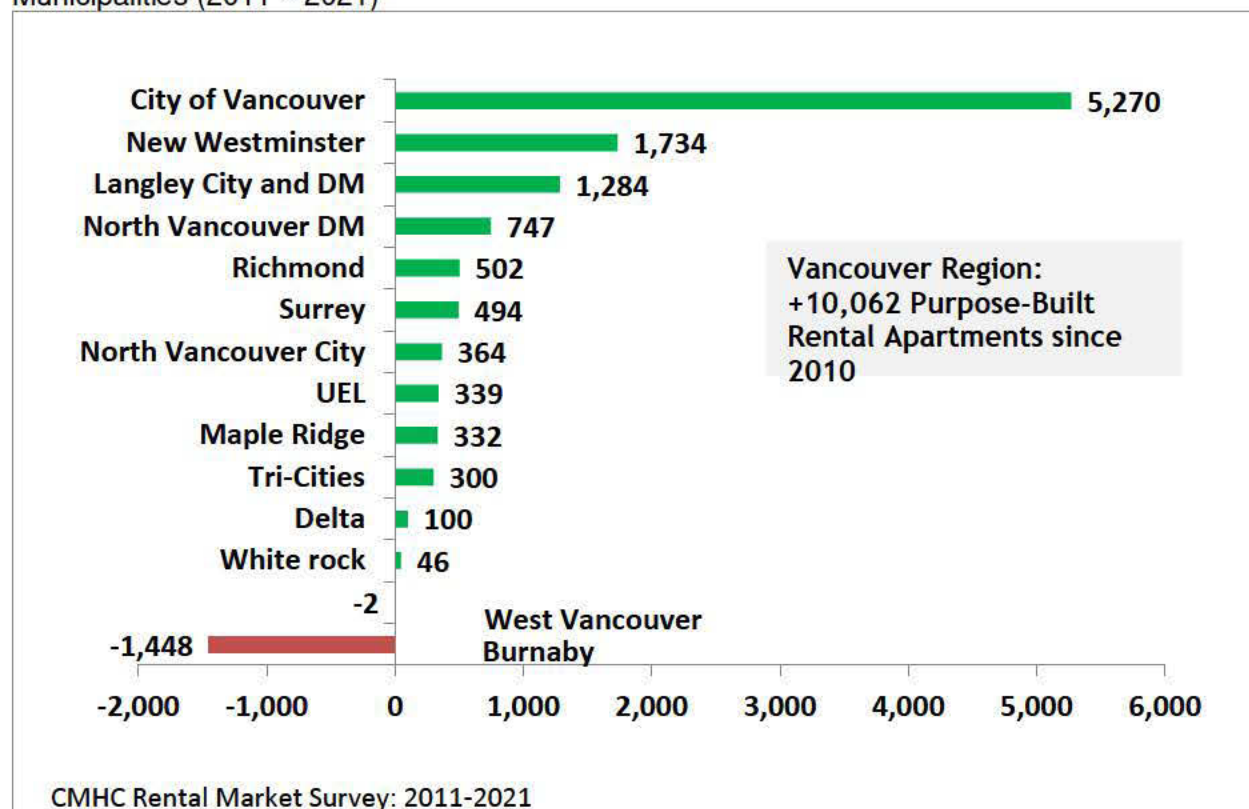 Municipalities (2011 – 2021)
City of Vancouver 5,270
New Westminster 1,734
Langley City and DM 1,284
North Vancouver DM 747
Richmond 502
Surrey 494
North Vancouver City 364
UEL 339
Maple Ridge 332
Tri-Cities 300
Delta 100
White rock 46
-2 West Vancouver
-1,448 Burnaby
Vancouver Region:
+10,062 Purpose-Built
Rental Apartments since
2010
-2,000 -1,000 0 1,000 2,000 3,000 4,000 5,000 6,000
CMHC Rental Market Survey: 2011-2021